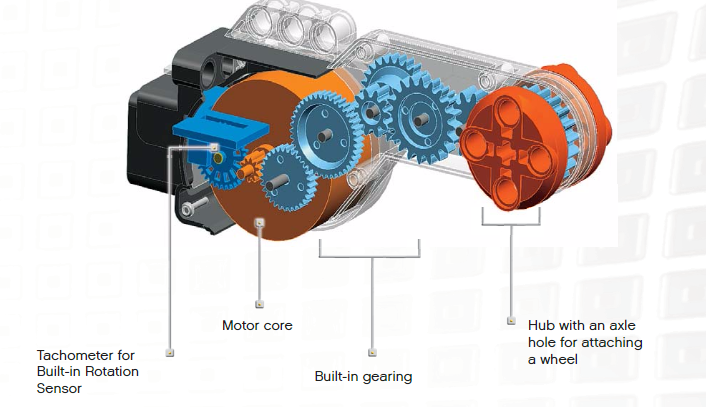 Motor core
Hub with an axle
hole for attaching
a wheel
Tachometer for
Built-in Rotation
Sensor
Built-in gearing